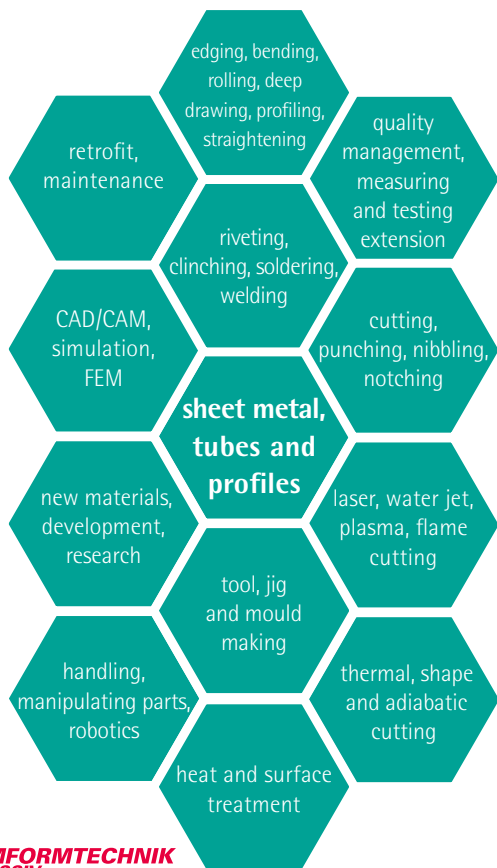 edging, bending,
rolling, deep
drawing, profiling,
straightening
retrofit,
maintenance
quality
management,
measuring
and testing
extension
riveting,
clinching, soldering,
welding
CAD/CAM,
simulation,
FEM
cutting,
punching, nibbling,
notching
sheet metal,
tubes and
profiles
new materials,
development,
research
laser, water jet,
plasma, flame
cutting
tool, jig
and mould
making
handling,
manipulating parts,
robotics
thermal, shape
and adiabatic
cutting
heat and surface
treatment
FORMTECHNIK